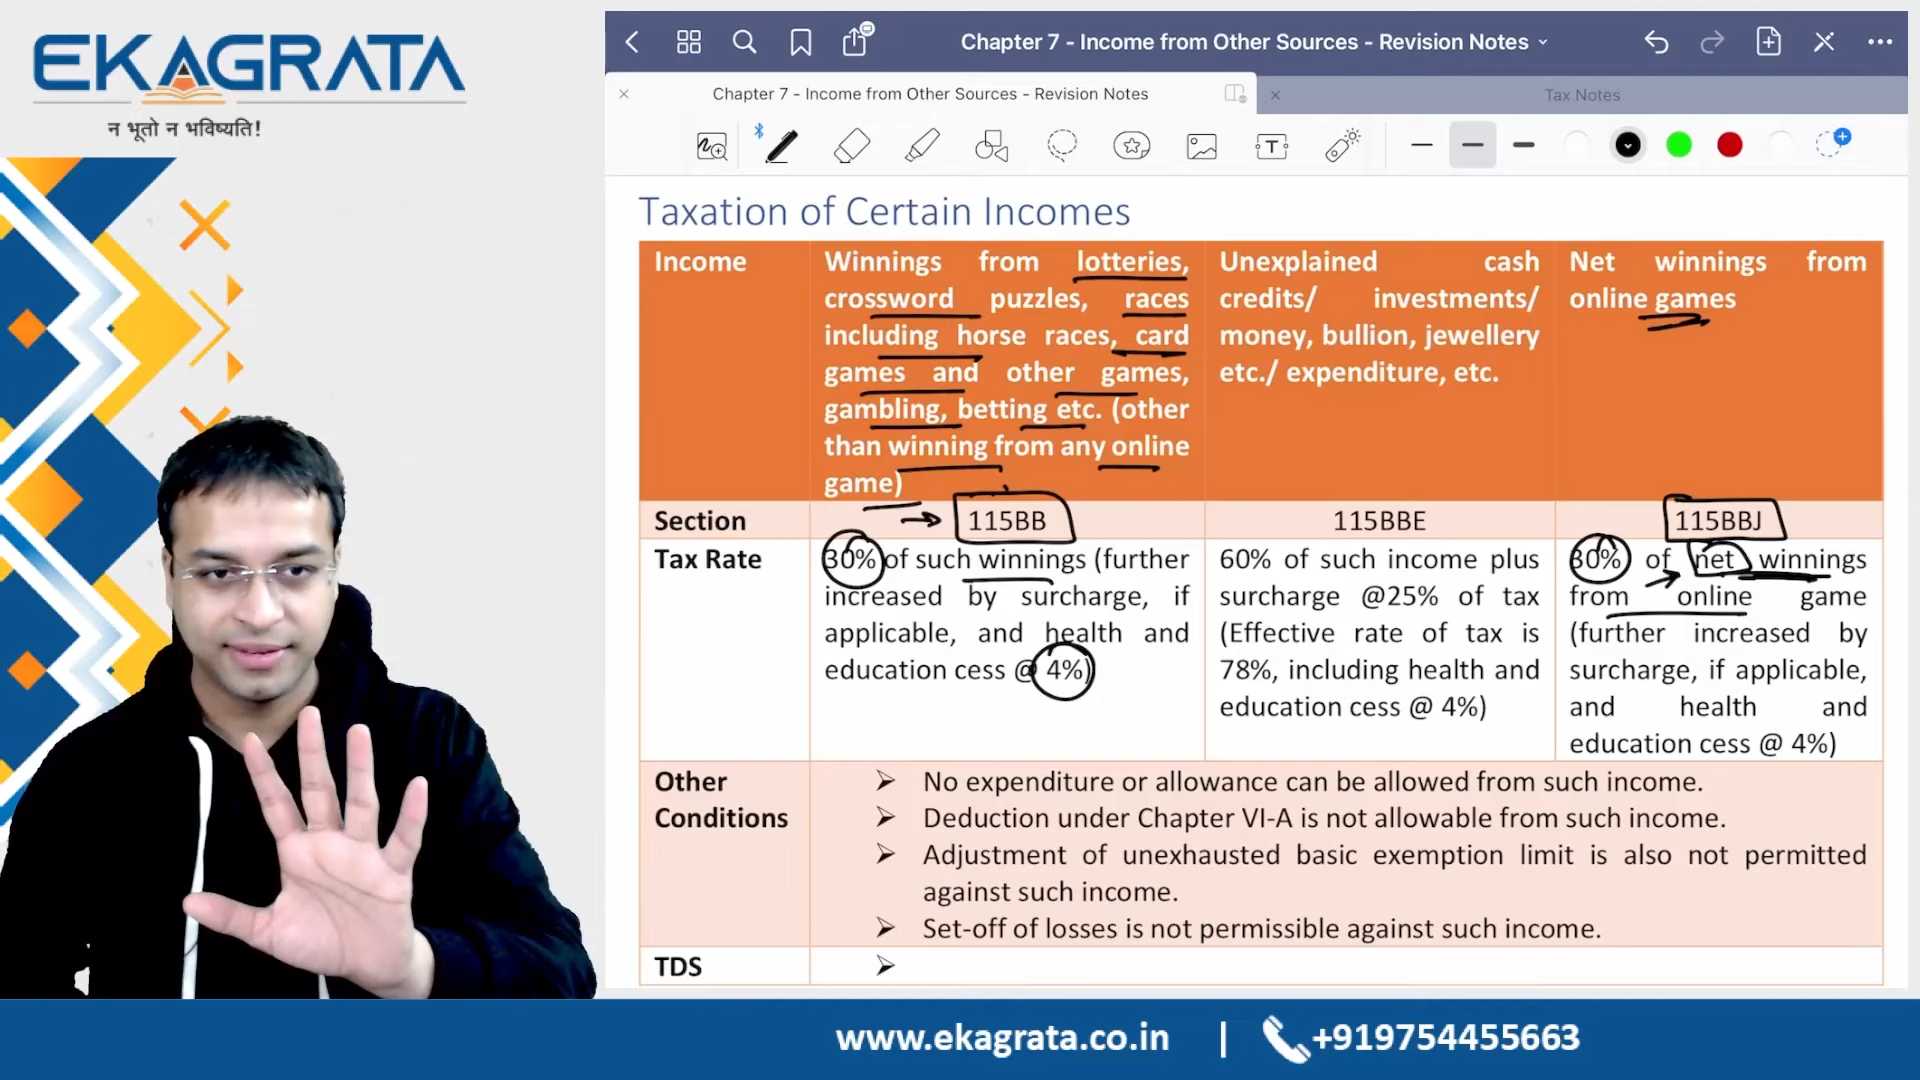 EKAGRATA
न भूतो न भविष्यति!
Chapter 7 - Income from Other Sources - Revision Notes
Chapter 7 - Income from Other Sources - Revision Notes
Tax Notes
Taxation of Certain Incomes
Income
Winnings from lotteries,
crossword puzzles, races
including horse races, card
games and other games,
gambling, betting etc. (other
than winning from any online
game)
Unexplained cash
credits/ investments/
money, bullion, jewellery
etc./ expenditure, etc.
Net winnings from
online games
Section
115BB
115BBE
115BBJ
Tax Rate
30% of such winnings (further
increased by surcharge, if
applicable, and health and
education cess @ 4%)
60% of such income plus
surcharge @25% of tax
(Effective rate of tax is
78%, including health and
education cess @ 4%)
30% of net winnings
from online game
(further increased by
surcharge, if applicable,
and health and
education cess @ 4%)
Other
Conditions
➢ No expenditure or allowance can be allowed from such income.
➢ Deduction under Chapter VI-A is not allowable from such income.
➢ Adjustment of unexhausted basic exemption limit is also not permitted
against such income.
➢ Set-off of losses is not permissible against such income.
TDS
➢
www.ekagrata.co.in | +919754455663